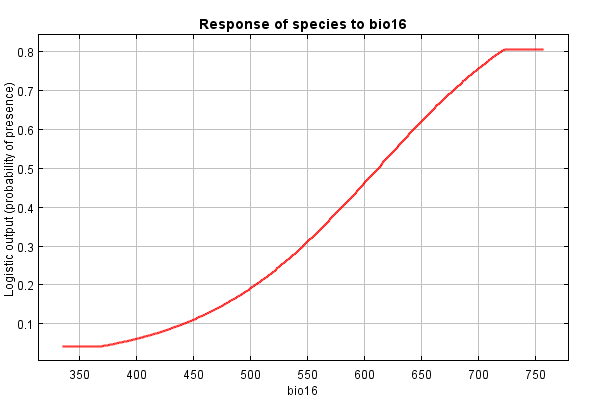 Response of species to bio16
Logistic output (probability of presence)
0.8
0.7
0.6
0.5
0.4
0.3
0.2
0.1
350 400 450 500 550 600 650 700 750
bio16